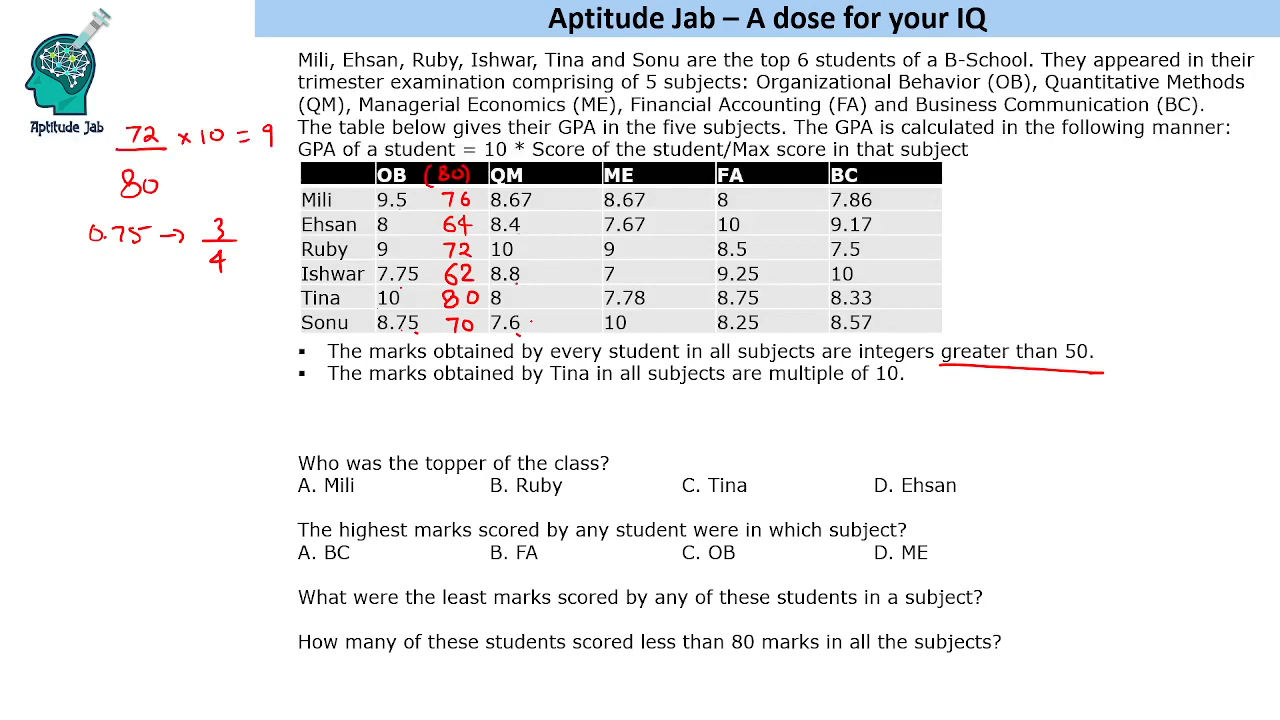 Aptitude Jab – A dose for your IQ
Aptitude Jab
Mili, Ehsan, Ruby, Ishwar, Tina and Sonu are the top 6 students of a B-School. They appeared in their
trimester examination comprising of 5 subjects: Organizational Behavior (OB), Quantitative Methods
(QM), Managerial Economics (ME), Financial Accounting (FA) and Business Communication (BC).
The table below gives their GPA in the five subjects. The GPA is calculated in the following manner:
GPA of a student = 10 * Score of the student/Max score in that subject
72 × 10 = 9
80
0.75 → 3
4
OB (80) QM ME FA BC
Mili 9.5 76 8.67 8.67 8 7.86
Ehsan 8 64 8.4 7.67 10 9.17
Ruby 9 72 10 9 8.5 7.5
Ishwar 7.75 62 8.8 7 9.25 10
Tina 10 80 8 7.78 8.75 8.33
Sonu 8.75 70 7.6 10 8.25 8.57
▪ The marks obtained by every student in all subjects are integers greater than 50.
▪ The marks obtained by Tina in all subjects are multiple of 10.
Who was the topper of the class?
A. Mili B. Ruby C. Tina D. Ehsan
The highest marks scored by any student were in which subject?
A. BC B. FA C. OB D. ME
What were the least marks scored by any of these students in a subject?
How many of these students scored less than 80 marks in all the subjects?